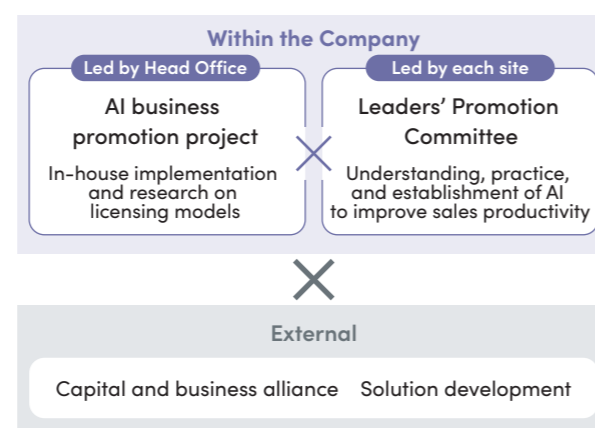 Within the Company
Led by Head Office
AI business
promotion project
In-house implementation
and research on
licensing models
Led by each site
Leaders’ Promotion
Committee
Understanding, practice,
and establishment of AI
to improve sales productivity
External
Capital and business alliance
Solution development